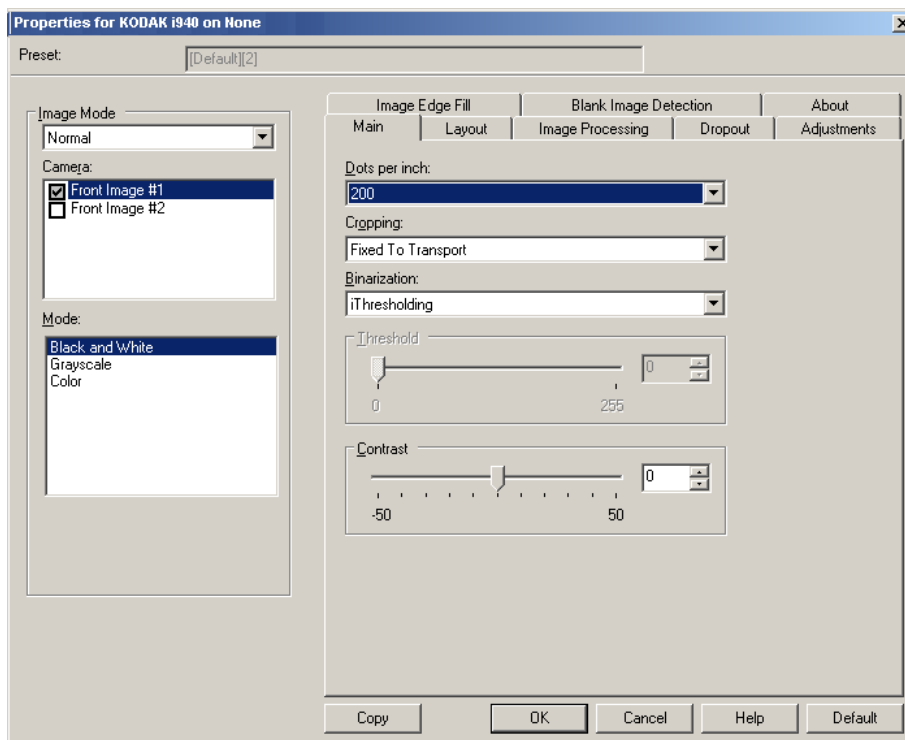 Properties for KODAK i940 on None
Preset:
[Default][2]
Image Mode
Normal
Camera:
Front Image #1
Front Image #2
Mode:
Black and White
Grayscale
Color
Image Edge Fill
Blank Image Detection
About
Main
Layout
Image Processing
Dropout
Adjustments
Dots per inch:
200
Cropping:
Fixed To Transport
Binarization:
iThresholding
Threshold
0
0
255
Contrast
0
-50
50
Copy
OK
Cancel
Help
Default